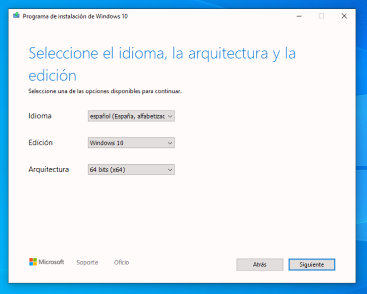 Programa de instalación de Windows 10
Seleccione el idioma, la arquitectura y la
edición
Seleccione una de las opciones disponibles para continuar.
Idioma
español (España, alfabetizac
Edición
Windows 10
Arquitectura
64 bits (x64)
Microsoft
Soporte
Oficio
Atrás
Siguiente